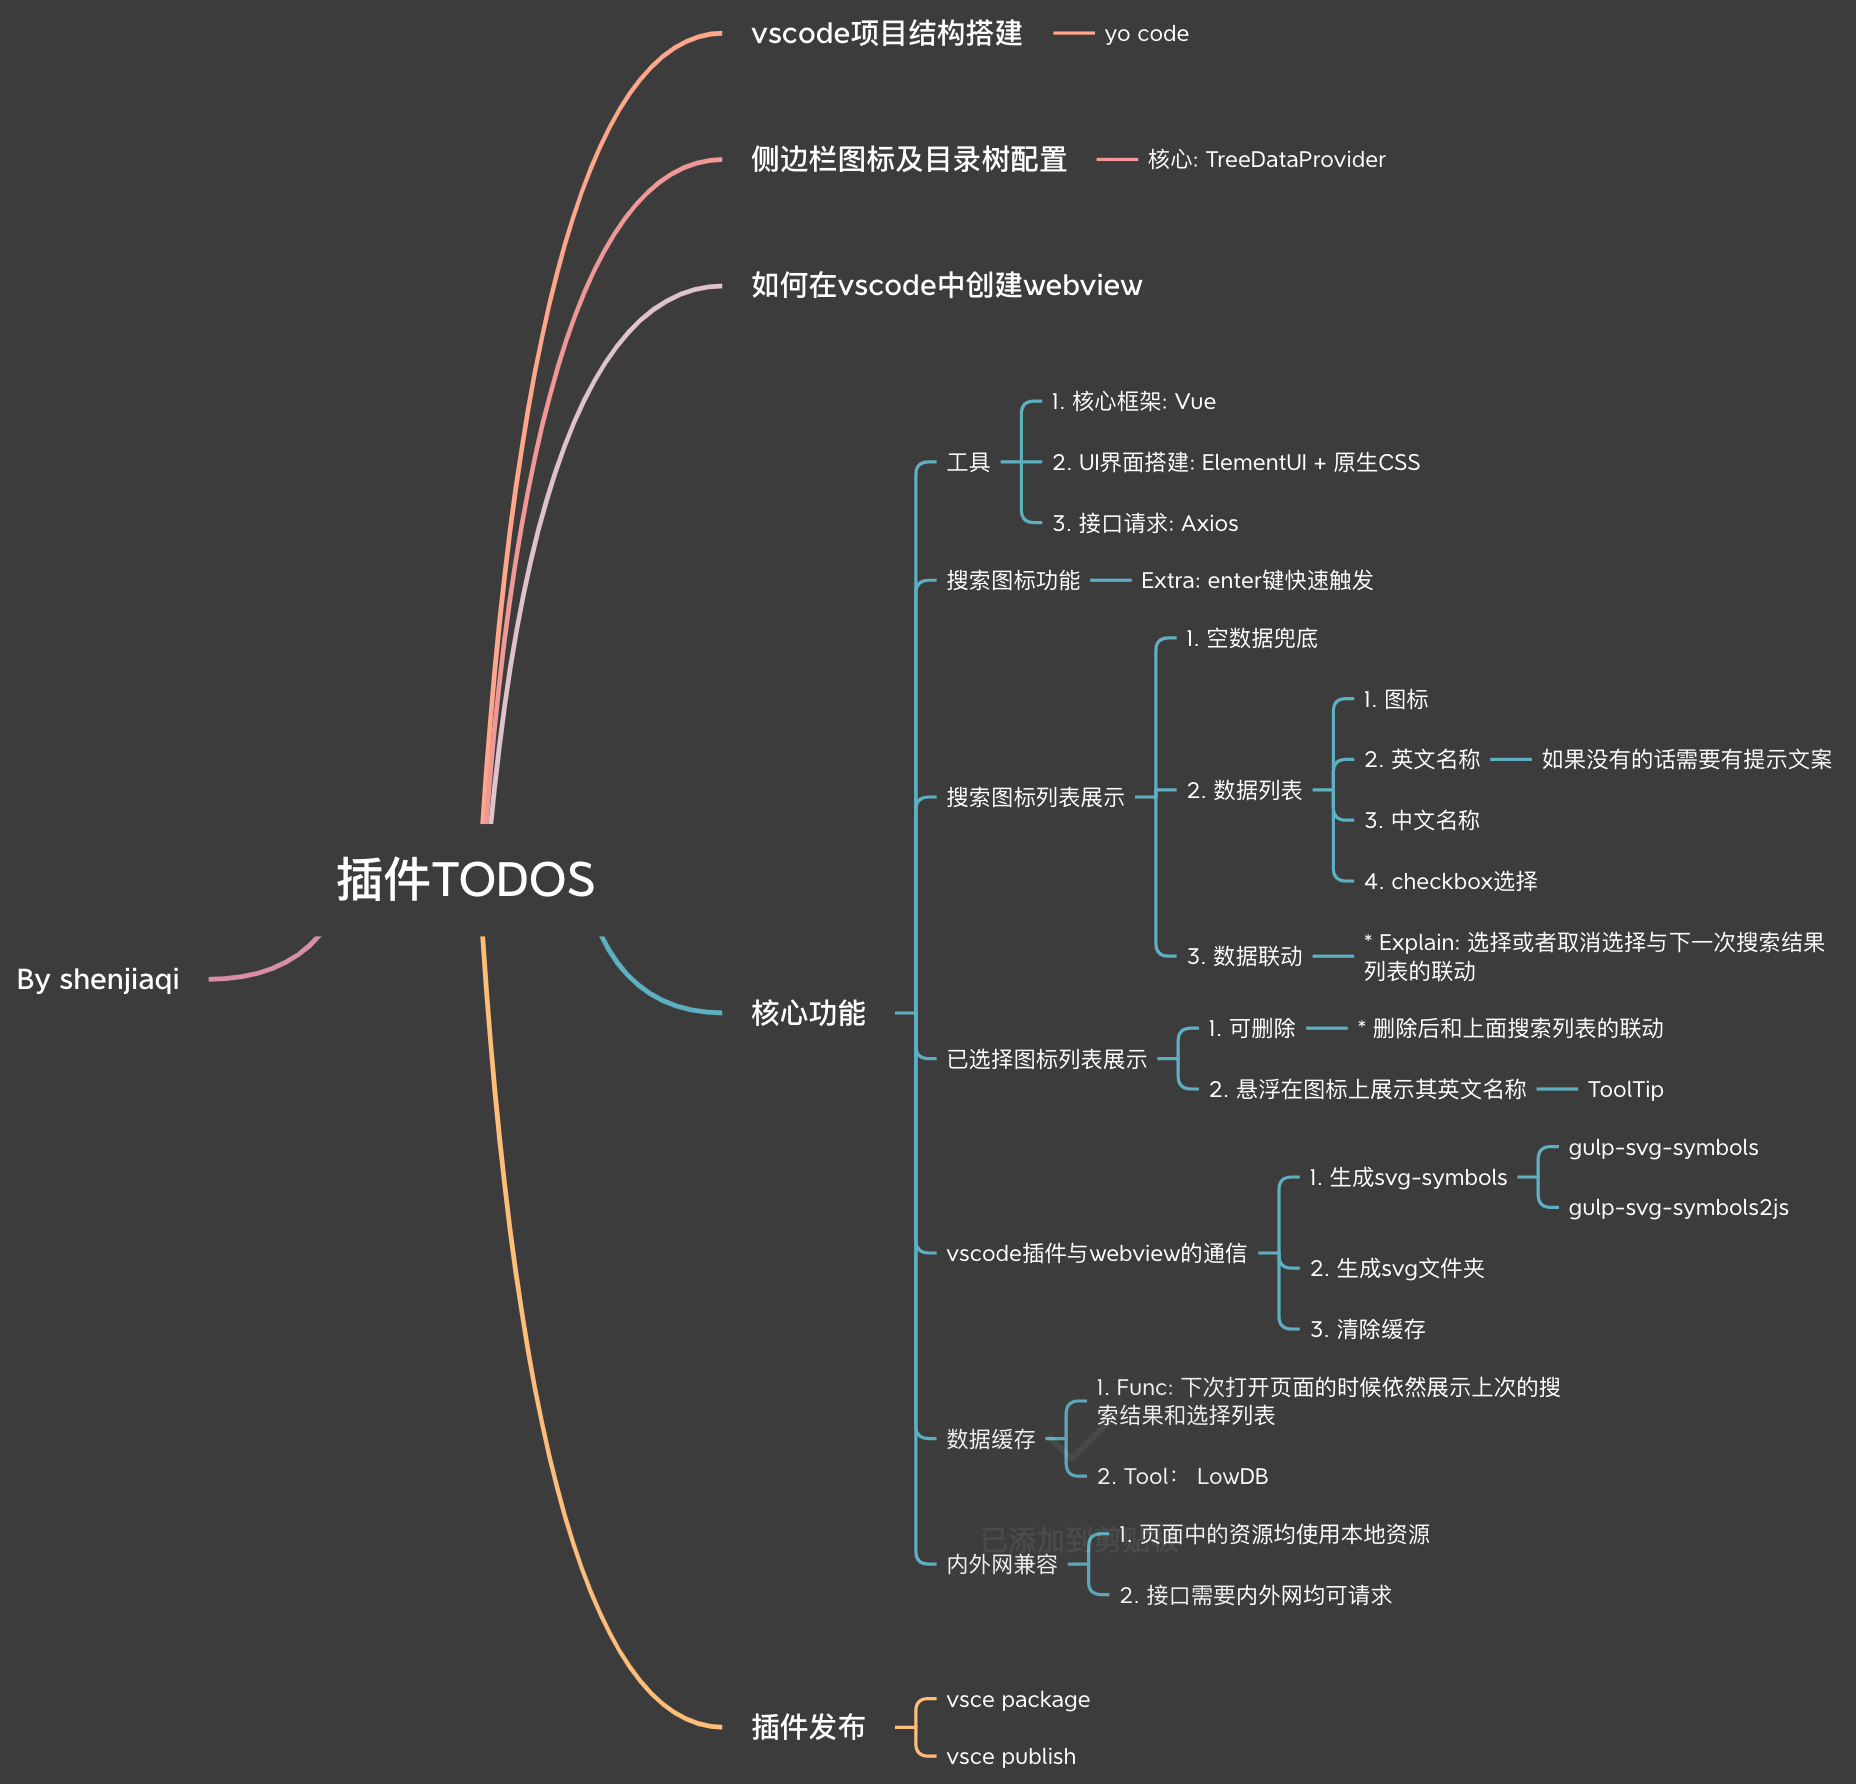 vscode项目结构搭建
yo code
侧边栏图标及目录树配置
核心: TreeDataProvider
如何在vscode中创建webview
1. 核心框架: Vue
工具
2. UI界面搭建: ElementUI + 原生CSS
3. 接口请求: Axios
搜索图标功能
Extra: enter键快速触发
1. 空数据兜底
1. 图标
2. 英文名称
如果没有的话需要有提示文案
搜索图标列表展示
2. 数据列表
3. 中文名称
4. checkbox选择
3. 数据联动
* Explain: 选择或者取消选择与下一次搜索结果
列表的联动
插件TODOS
By shenjiaqi
核心功能
1. 可删除
* 删除后和上面搜索列表的联动
已选择图标列表展示
2. 悬浮在图标上展示其英文名称
ToolTip
gulp-svg-symbols
1. 生成svg-symbols
gulp-svg-symbols2js
vscode插件与webview的通信
2. 生成svg文件夹
3. 清除缓存
1. Func: 下次打开页面的时候依然展示上次的搜
索结果和选择列表
数据缓存
2. Tool： LowDB
已添加到剪贴板
1. 页面中的资源均使用本地资源
内外网兼容
2. 接口需要内外网均可请求
插件发布
vsce package
vsce publish